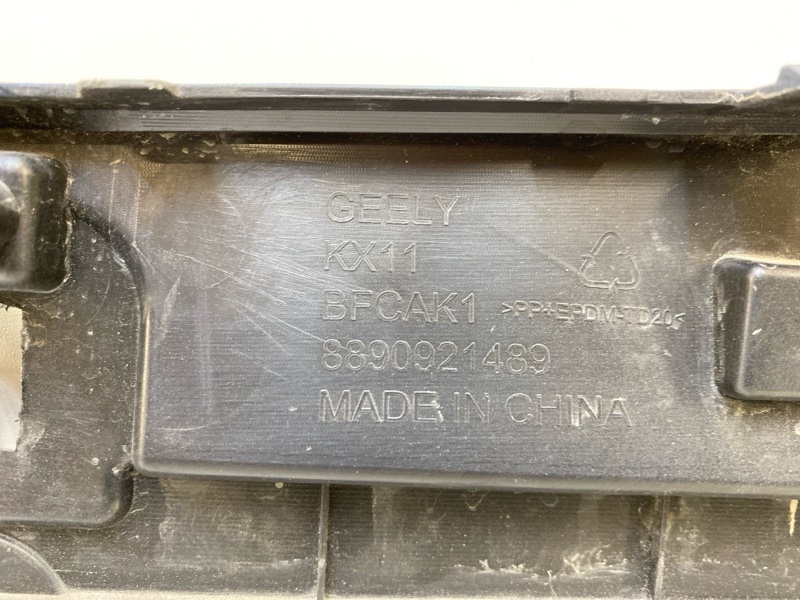 GEELY
KX11
BFCAK1 >PP+EPDM-TD20<
8890921489
MADE IN CHINA